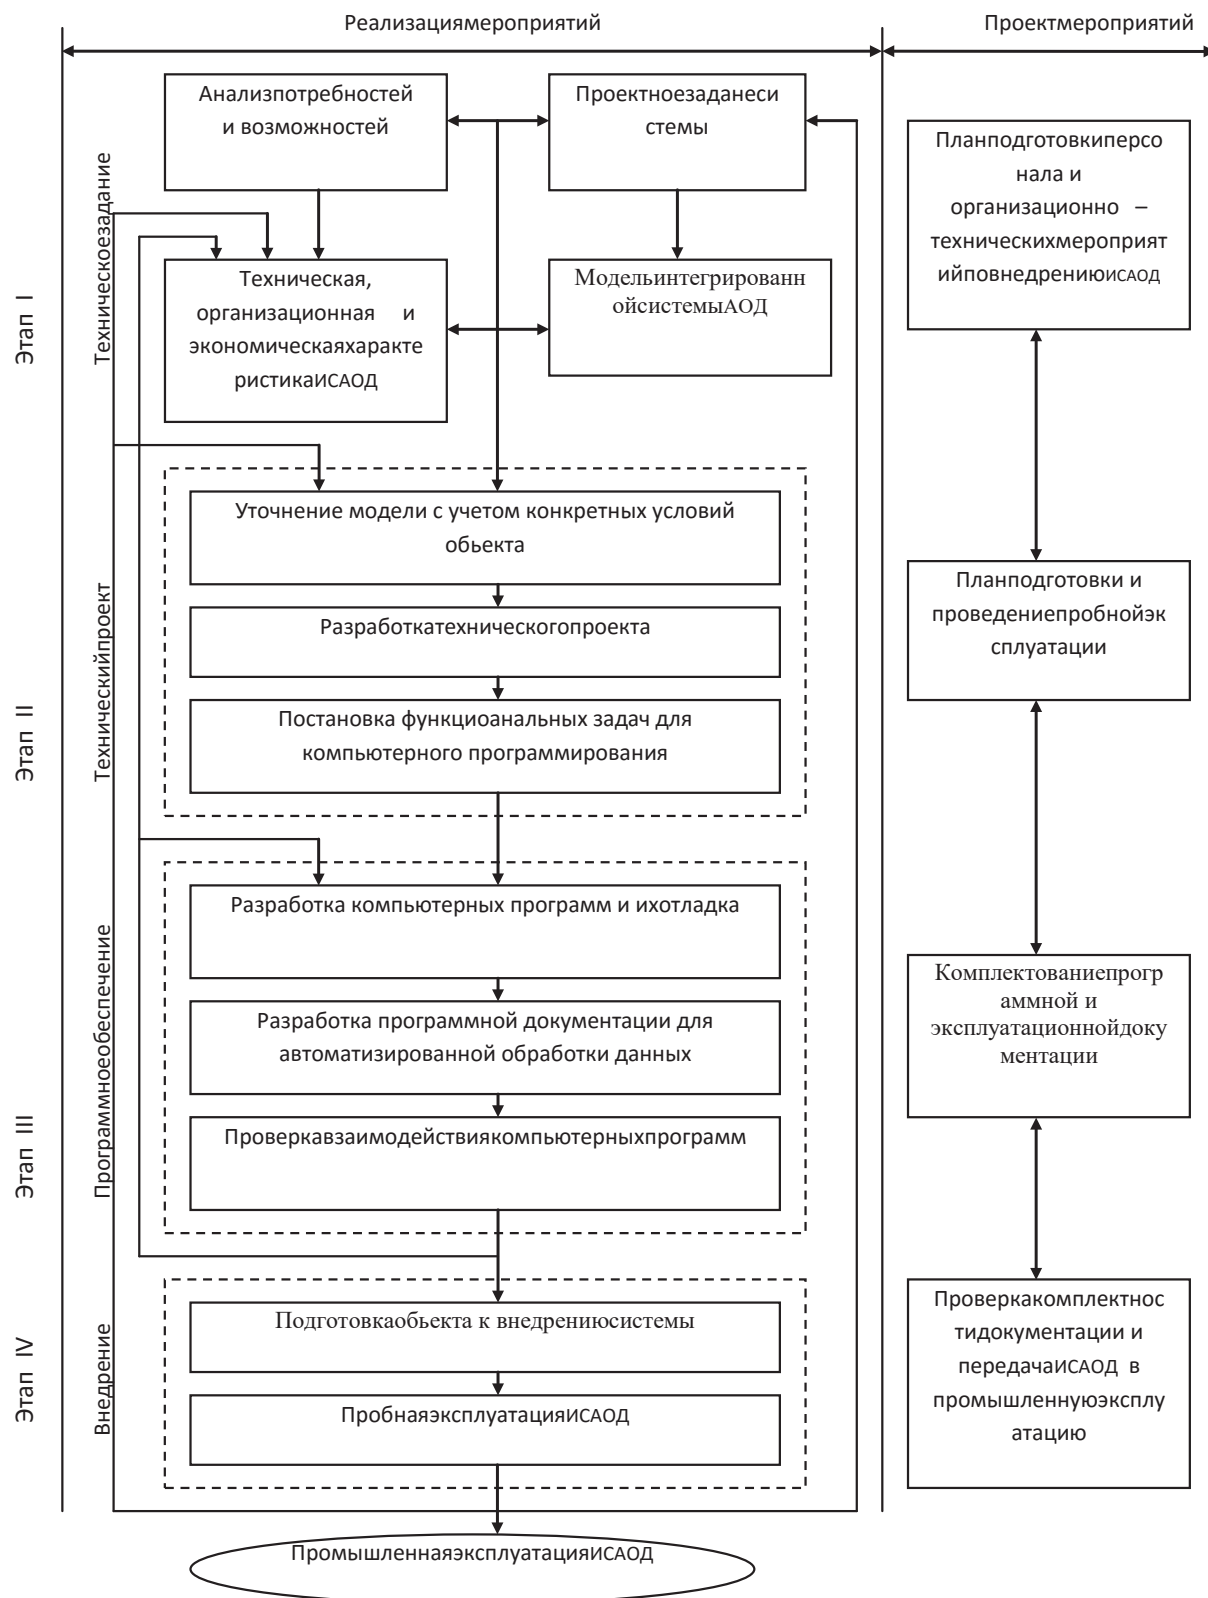 Реализациямероприятий
Проектмероприятий
Этап I
Техническоезадание
Анализпотребностей
и возможностей
Проектноезаданеси
стемы
Техническая,
организационная и
экономическаяхаракте
ристикаИСАОД
Модельинтегрированн
ойсистемыАОД
Планподготовкиперсо
нала и
организационно –
техническихмероприят
ийповнедрениюИСАОД
Этап II
Техническийпроект
Уточнение модели с учетом конкретных условий
обьекта
Разработкатехническогопроекта
Постановка функциоанальных задач для
компьютерного программирования
Планподготовки и
проведениепробнойэк
сплуатации
Этап III
Программноеобеспечение
Разработка компьютерных программ и ихотладка
Разработка программной документации для
автоматизированной обработки данных
Проверкавзаимодействиякомпьютерныхпрограмм
Комплектованиепрогр
аммной и
эксплуатационнойдоку
ментации
Этап IV
Внедрение
Подготовкаобьекта к внедрениюсистемы
ПробнаяэксплуатацияИСАОД
Проверкакомплектнос
тидокументации и
передачаИСАОД в
промышленнуюэксплу
атацию
ПромышленнаяэксплуатацияИСАОД